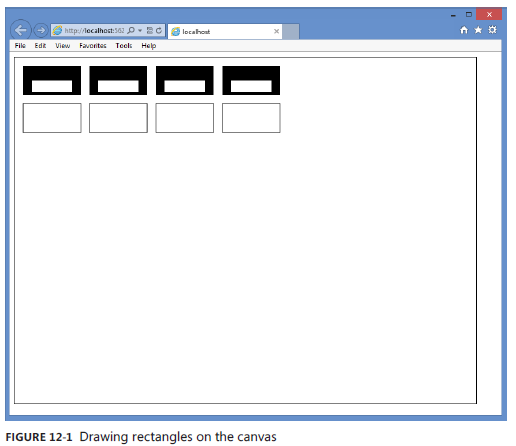 http://localhost:562
localhost
File Edit View Favorites Tools Help
FIGURE 12-1 Drawing rectangles on the canvas